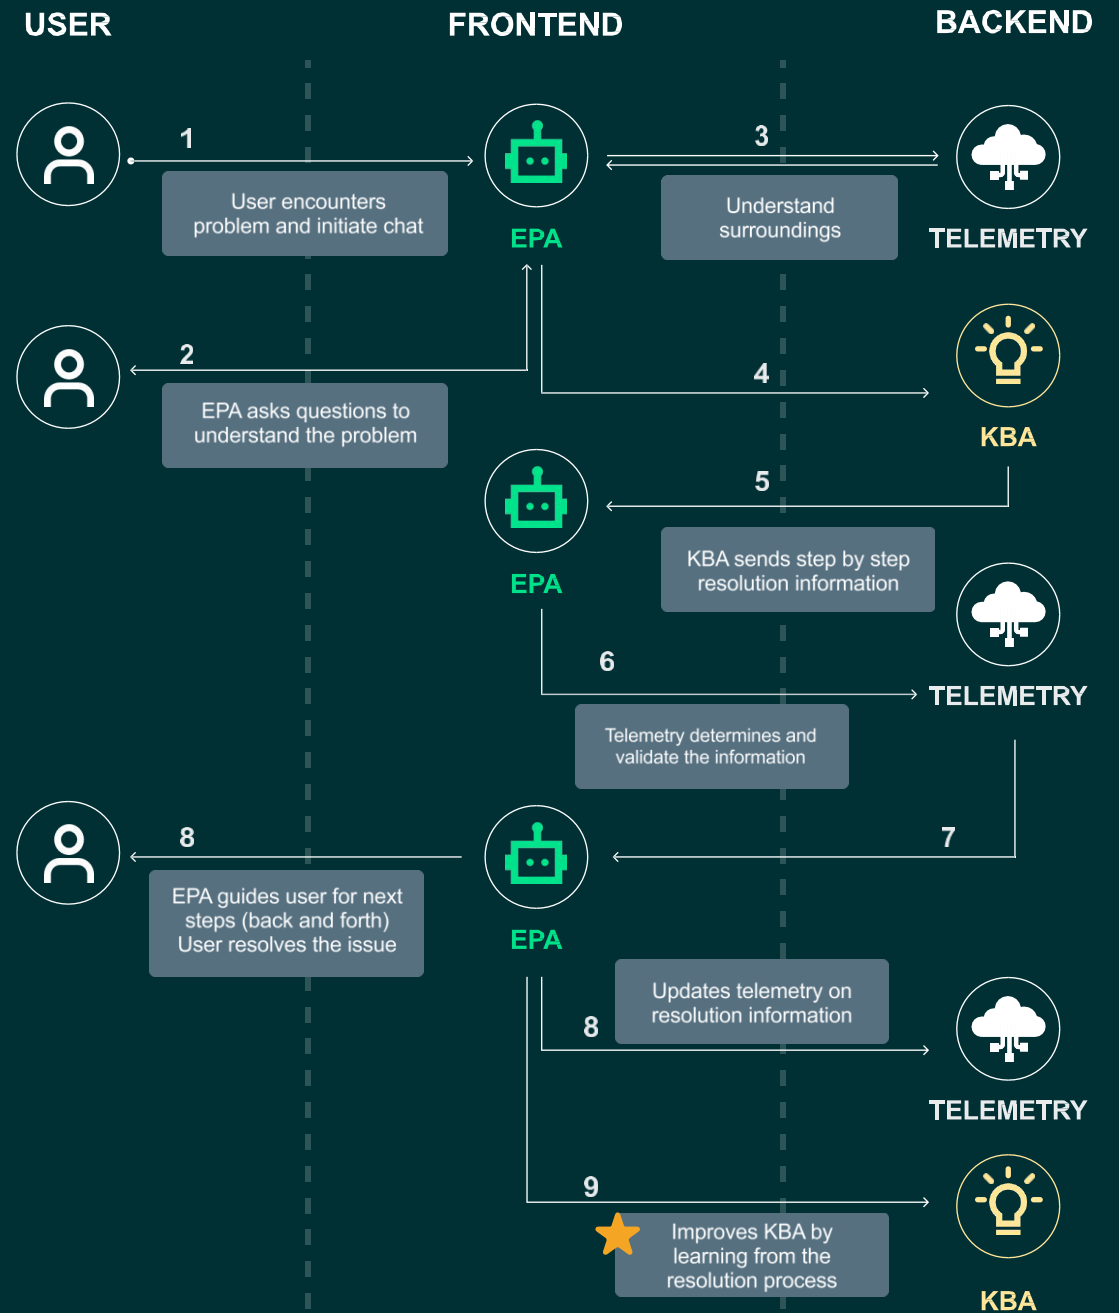 USER
FRONTEND
BACKEND
1
3
User encounters
problem and initiate chat
Understand
surroundings
EPA
TELEMETRY
2
4
EPA asks questions to
understand the problem
KBA
5
KBA sends step by step
resolution information
EPA
6
TELEMETRY
Telemetry determines and
validate the information
8
7
EPA guides user for next
steps (back and forth)
User resolves the issue
EPA
Updates telemetry on
resolution information
8
TELEMETRY
9
Improves KBA by
learning from the
resolution process
KBA